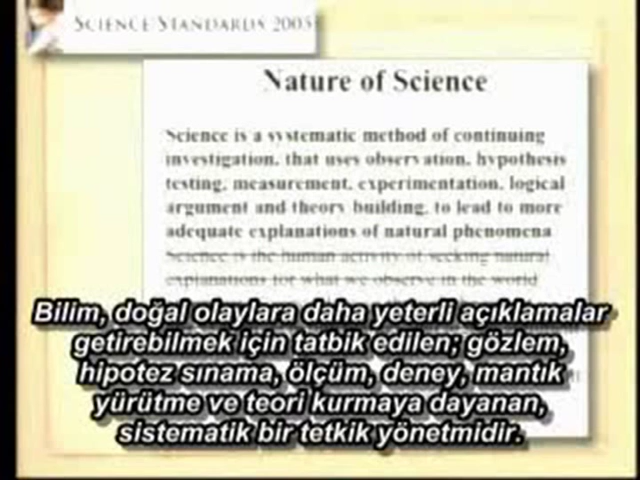 SCIENCE STANDARDS 2005
Nature of Science
Science is a systematic method of continuing
investigation, that uses observation, hypothesis
testing, measurement, experimentation, logical
argument and theory building, to lead to more
adequate explanations of natural phenomena
Science is the human activity of seeking natural
explanations for what we observe in the world
Bilim, doğal olaylara daha yeterli açıklamalar
getirebilmek için tatbik edilen; gözlem,
hipotez sınama, ölçüm, deney, mantık
yürütme ve teori kurmaya dayanan,
sistematik bir tetkik yönetmidir.